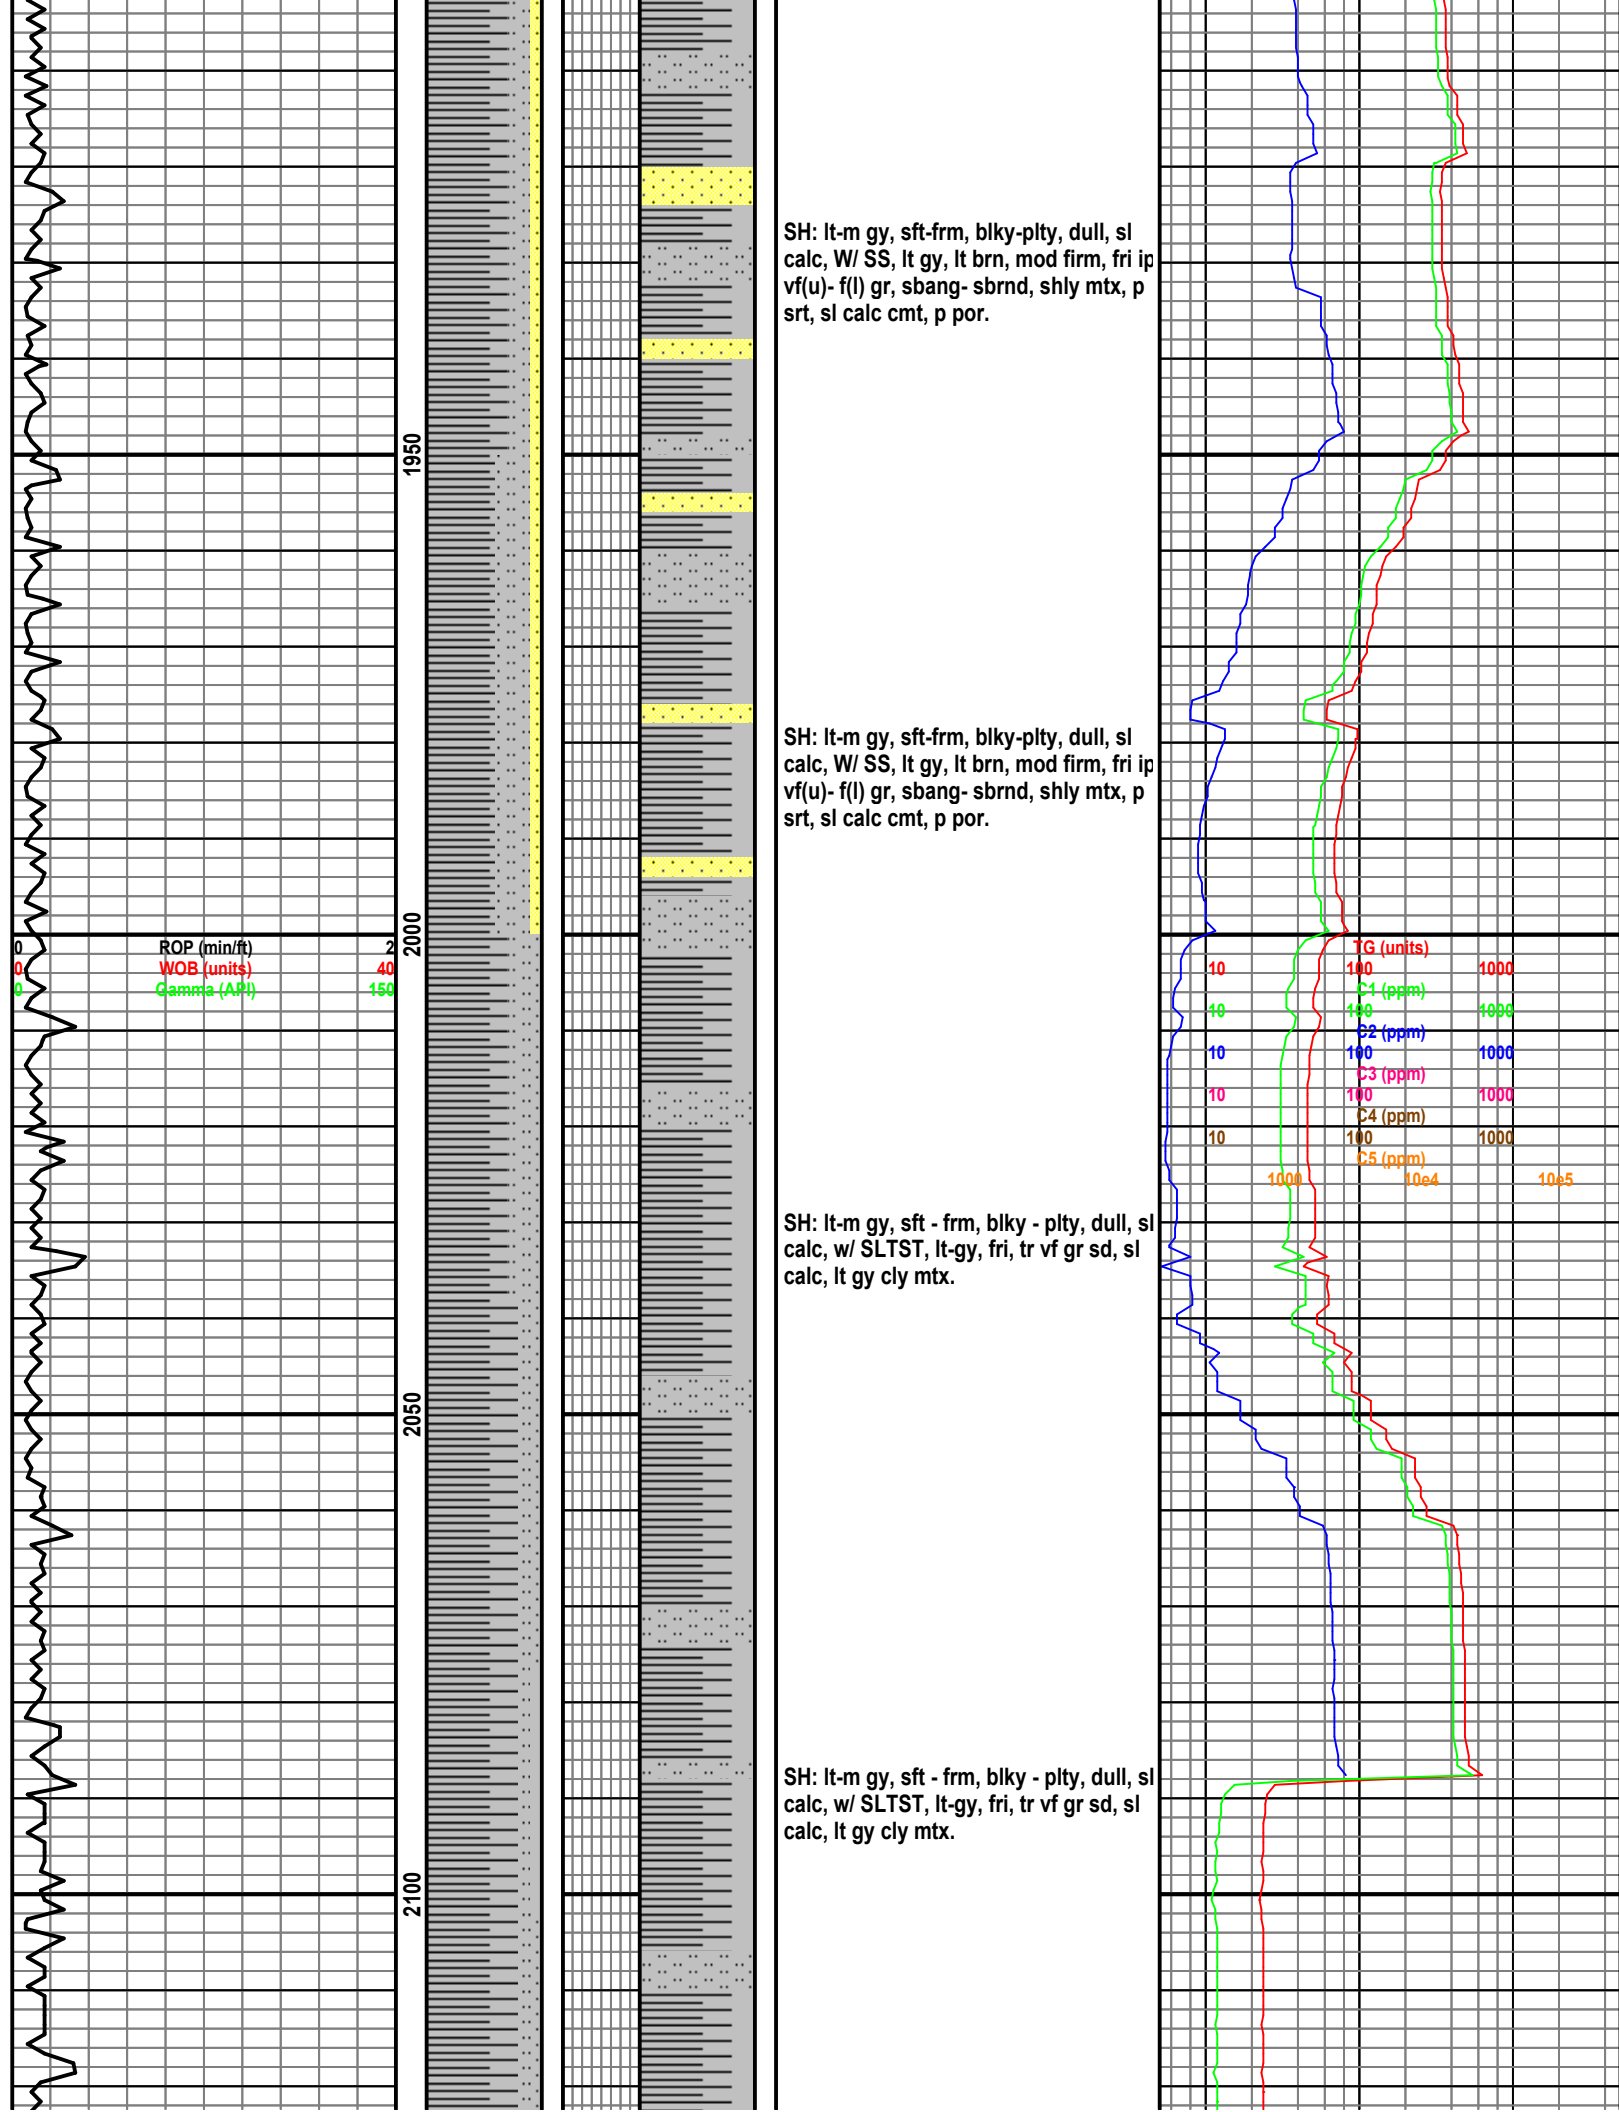 SH: lt-m gy, sft-frm, blky-plty, dull, sl
calc, W/ SS, lt gy, lt brn, mod firm, fri ip
vf(u)- f(l) gr, sbang- sbrnd, shly mtx, p
srt, sl calc cmt, p por.
1950
SH: lt-m gy, sft-frm, blky-plty, dull, sl
calc, W/ SS, lt gy, lt brn, mod firm, fri ip
vf(u)- f(l) gr, sbang- sbrnd, shly mtx, p
srt, sl calc cmt, p por.
2000
0 ROP (min/ft) 2
0 WOB (units) 40
0 Gamma (API) 150
TG (units)
10 100 1000
C1 (ppm)
10 100 1000
C2 (ppm)
10 100 1000
C3 (ppm)
10 100 1000
C4 (ppm)
10 100 1000
C5 (ppm)
1000 10e4 10e5
SH: lt-m gy, sft - frm, blky - plty, dull, sl
calc, w/ SLTST, lt-gy, fri, tr vf gr sd, sl
calc, lt gy cly mtx.
2050
SH: lt-m gy, sft - frm, blky - plty, dull, sl
calc, w/ SLTST, lt-gy, fri, tr vf gr sd, sl
calc, lt gy cly mtx.
2100